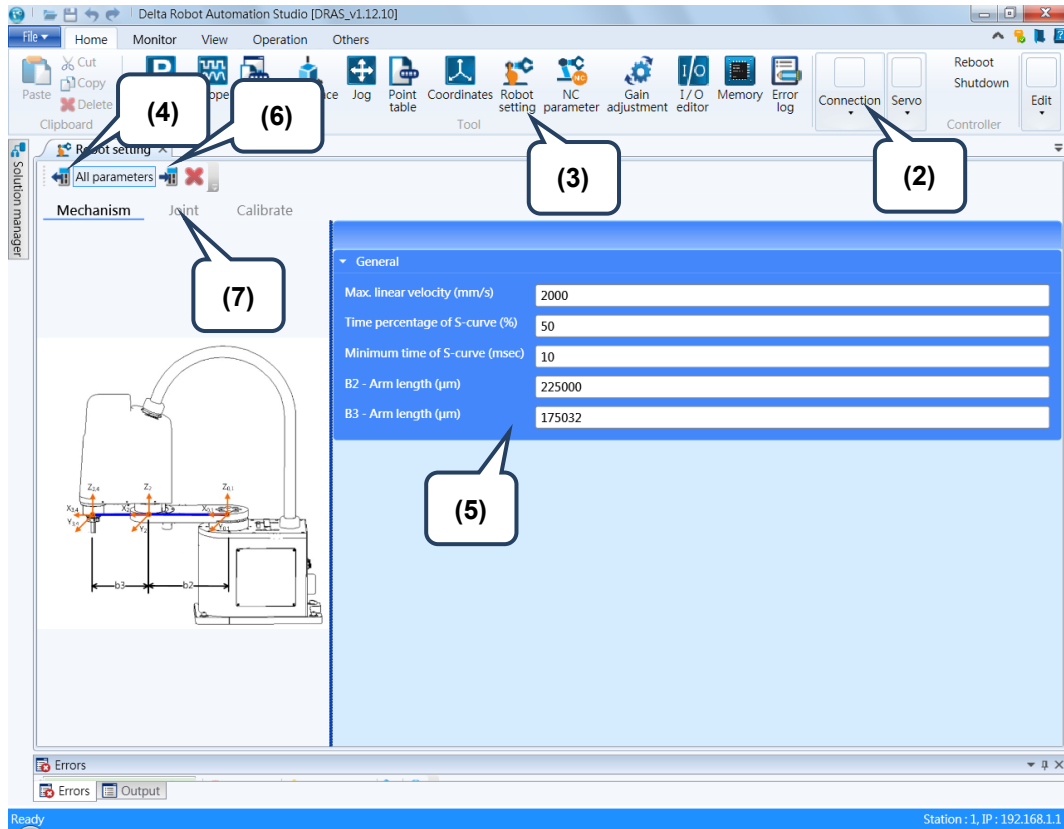 Delta Robot Automation Studio [DRAS_v1.12.10]
File Home Monitor View Operation Others
Paste
Cut
Copy
Delete
Clipboard
Jog
Point table
Coordinates
Robot setting
NC parameter
Gain adjustment
I/O editor
Memory
Error log
Tool
Connection
Servo
Reboot
Shutdown
Controller
Edit
(4)
(6)
(3)
(2)
Solution manager
Robot setting
All parameters
Mechanism Joint Calibrate
(7)
General
Max. linear velocity (mm/s) 2000
Time percentage of S-curve (%) 50
Minimum time of S-curve (msec) 10
B2 - Arm length (μm) 225000
B3 - Arm length (μm) 175032
(5)
b3 b2
Errors
Errors Output
Ready Station : 1, IP : 192.168.1.1